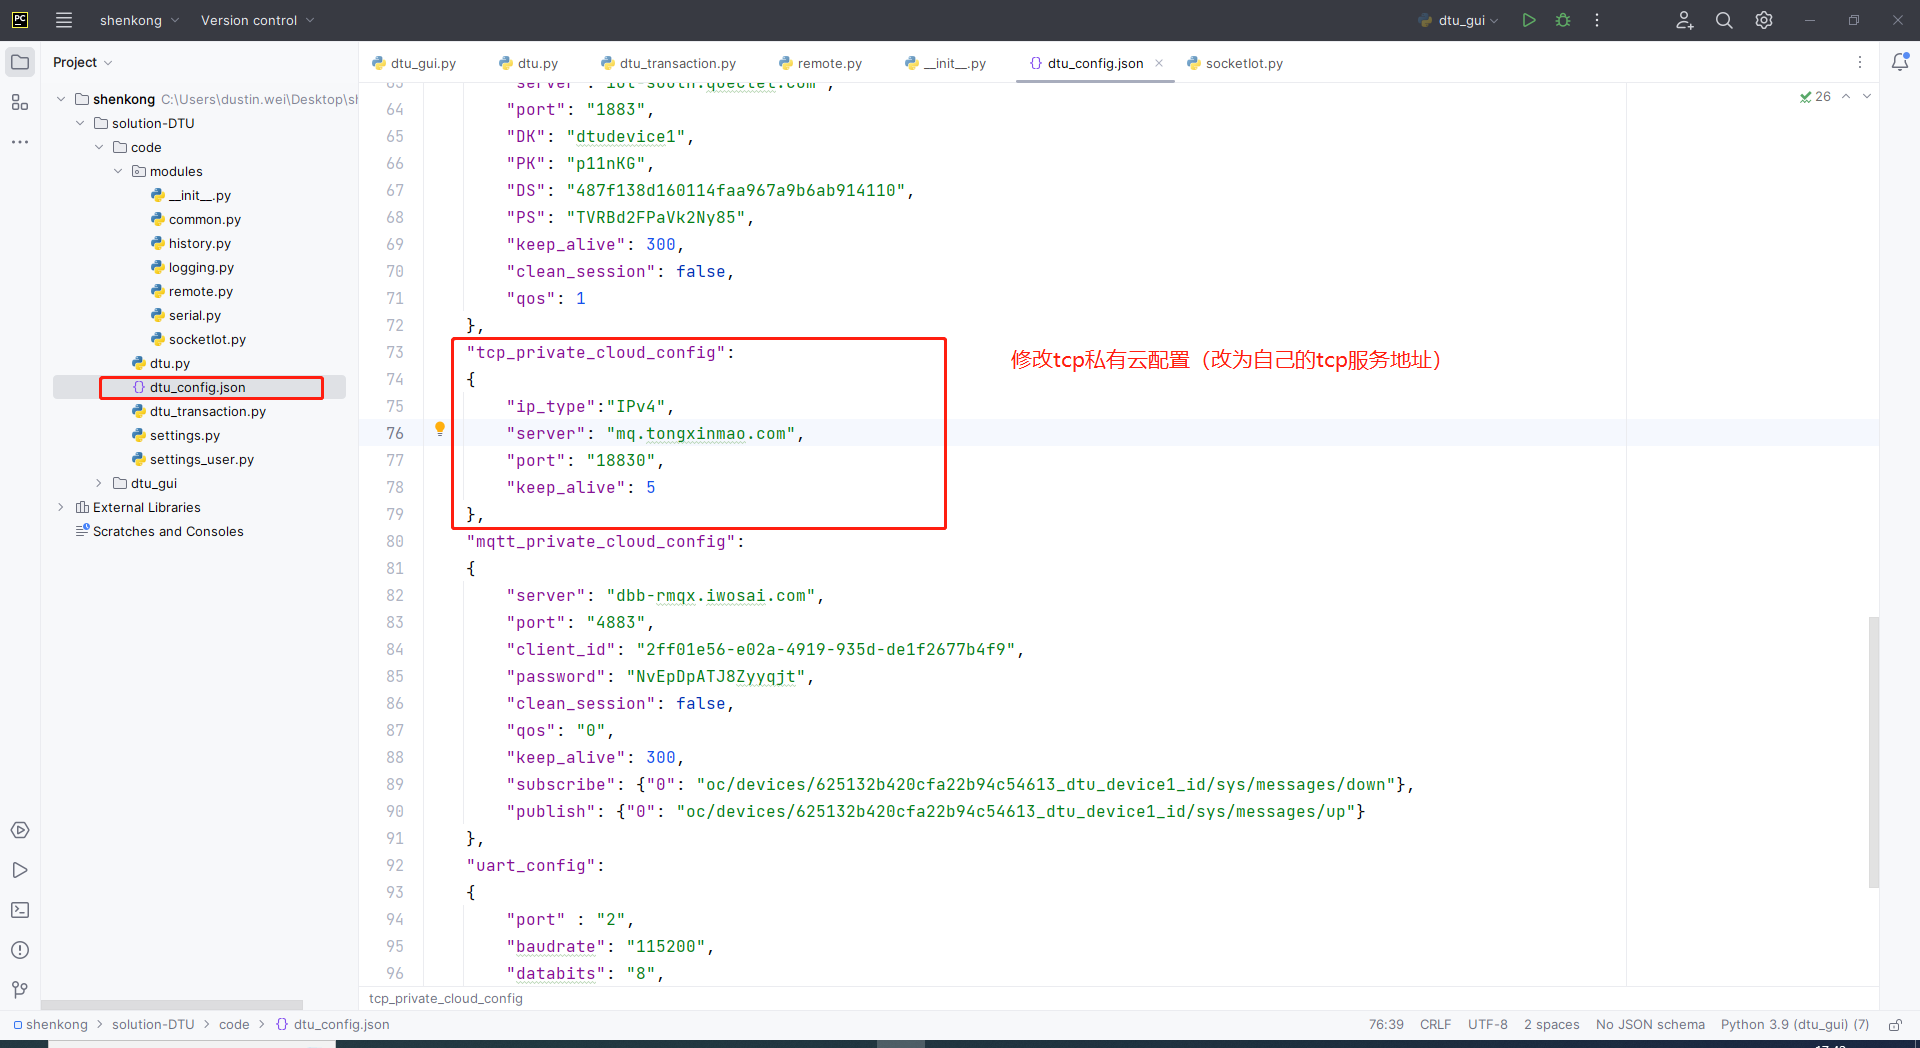 PC shenkong Version control dtu_gui
Project
dtu_gui.py dtu.py dtu_transaction.py remote.py __init__.py {} dtu_config.json socketIot.py
shenkong C:\Users\dustin.wei\Desktop\sh
solution-DTU
code
modules
__init__.py
common.py
history.py
logging.py
remote.py
serial.py
socketIot.py
dtu.py
{} dtu_config.json
dtu_transaction.py
settings.py
settings_user.py
dtu_gui
External Libraries
Scratches and Consoles
26
63 "server": "iot-south.quectel.com",
64 "port": "1883",
65 "DK": "dtudevice1",
66 "PK": "p11nKG",
67 "DS": "487f138d160114faa967a9b6ab914110",
68 "PS": "TVRBd2FPaVk2Ny85",
69 "keep_alive": 300,
70 "clean_session": false,
71 "qos": 1
72 },
73 "tcp_private_cloud_config":
74 {
75 "ip_type":"IPv4",
76 "server": "mq.tongxinmao.com",
77 "port": "18830",
78 "keep_alive": 5
79 },
80 "mqtt_private_cloud_config":
81 {
82 "server": "dbb-rmqx.iwosai.com",
83 "port": "4883",
84 "client_id": "2ff01e56-e02a-4919-935d-de1f2677b4f9",
85 "password": "NvEpDpATJ8Zyyqjt",
86 "clean_session": false,
87 "qos": "0",
88 "keep_alive": 300,
89 "subscribe": {"0": "oc/devices/625132b420cfa22b94c54613_dtu_device1_id/sys/messages/down"},
90 "publish": {"0": "oc/devices/625132b420cfa22b94c54613_dtu_device1_id/sys/messages/up"}
91 },
92 "uart_config":
93 {
94 "port" : "2",
95 "baudrate": "115200",
96 "databits": "8",
修改tcp私有云配置（改为自己的tcp服务地址）
tcp_private_cloud_config
shenkong > solution-DTU > code > {} dtu_config.json
76:39 CRLF UTF-8 2 spaces No JSON schema Python 3.9 (dtu_gui) (7)